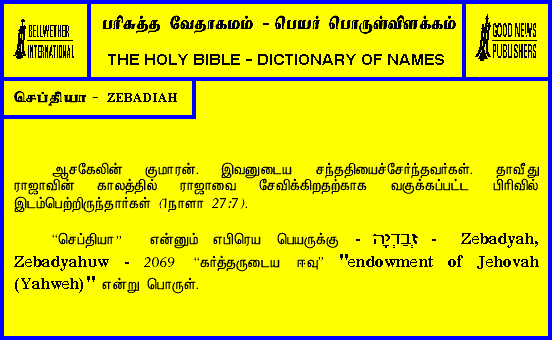 BELLWETHER
INTERNATIONAL
பரிசுத்த வேதாகமம் - பெயர் பொருள்விளக்கம்
THE HOLY BIBLE - DICTIONARY OF NAMES
GOOD NEWS
PUBLISHERS
செப்தியா - ZEBADIAH
ஆசகேலின் குமாரன். இவனுடைய சந்ததியைச்சேர்ந்தவர்கள். தாவீது
ராஜாவின் காலத்தில் ராஜாவை சேவிக்கிறதற்காக வகுக்கப்பட்ட பிரிவில்
இடம்பெற்றிருந்தார்கள் (1நாளா 27:7).
“செப்தியா” என்னும் எபிரெய பெயருக்கு - זְבַדְיָה - Zebadyah,
Zebadyahuw - 2069 “கர்த்தருடைய ஈவு” "endowment of Jehovah
(Yahweh)" என்று பொருள்.